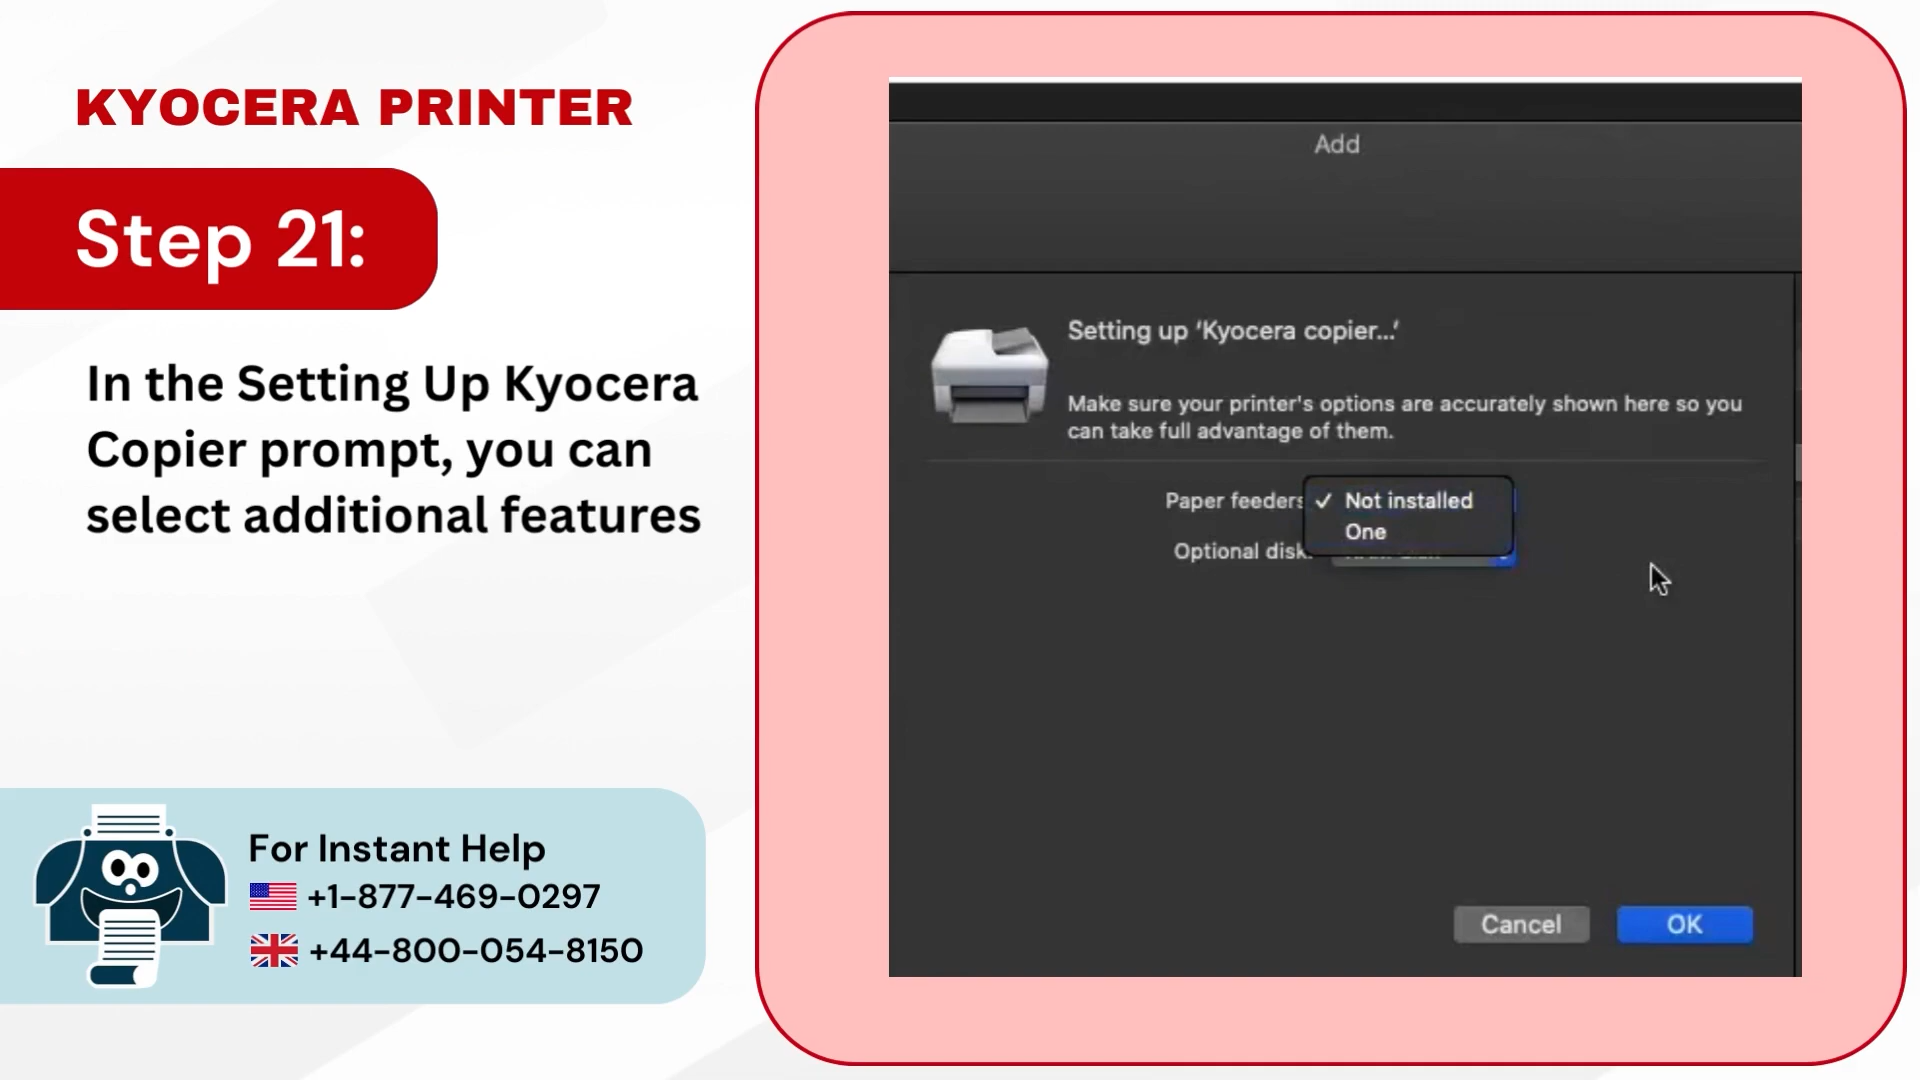 KYOCERA PRINTER
Step 21:
In the Setting Up Kyocera
Copier prompt, you can
select additional features
For Instant Help
+1-877-469-0297
+44-800-054-8150
Add
Setting up ‘Kyocera copier...’
Make sure your printer's options are accurately shown here so you
can take full advantage of them.
Paper feeders
✓ Not installed
One
Optional disk:
Cancel
OK